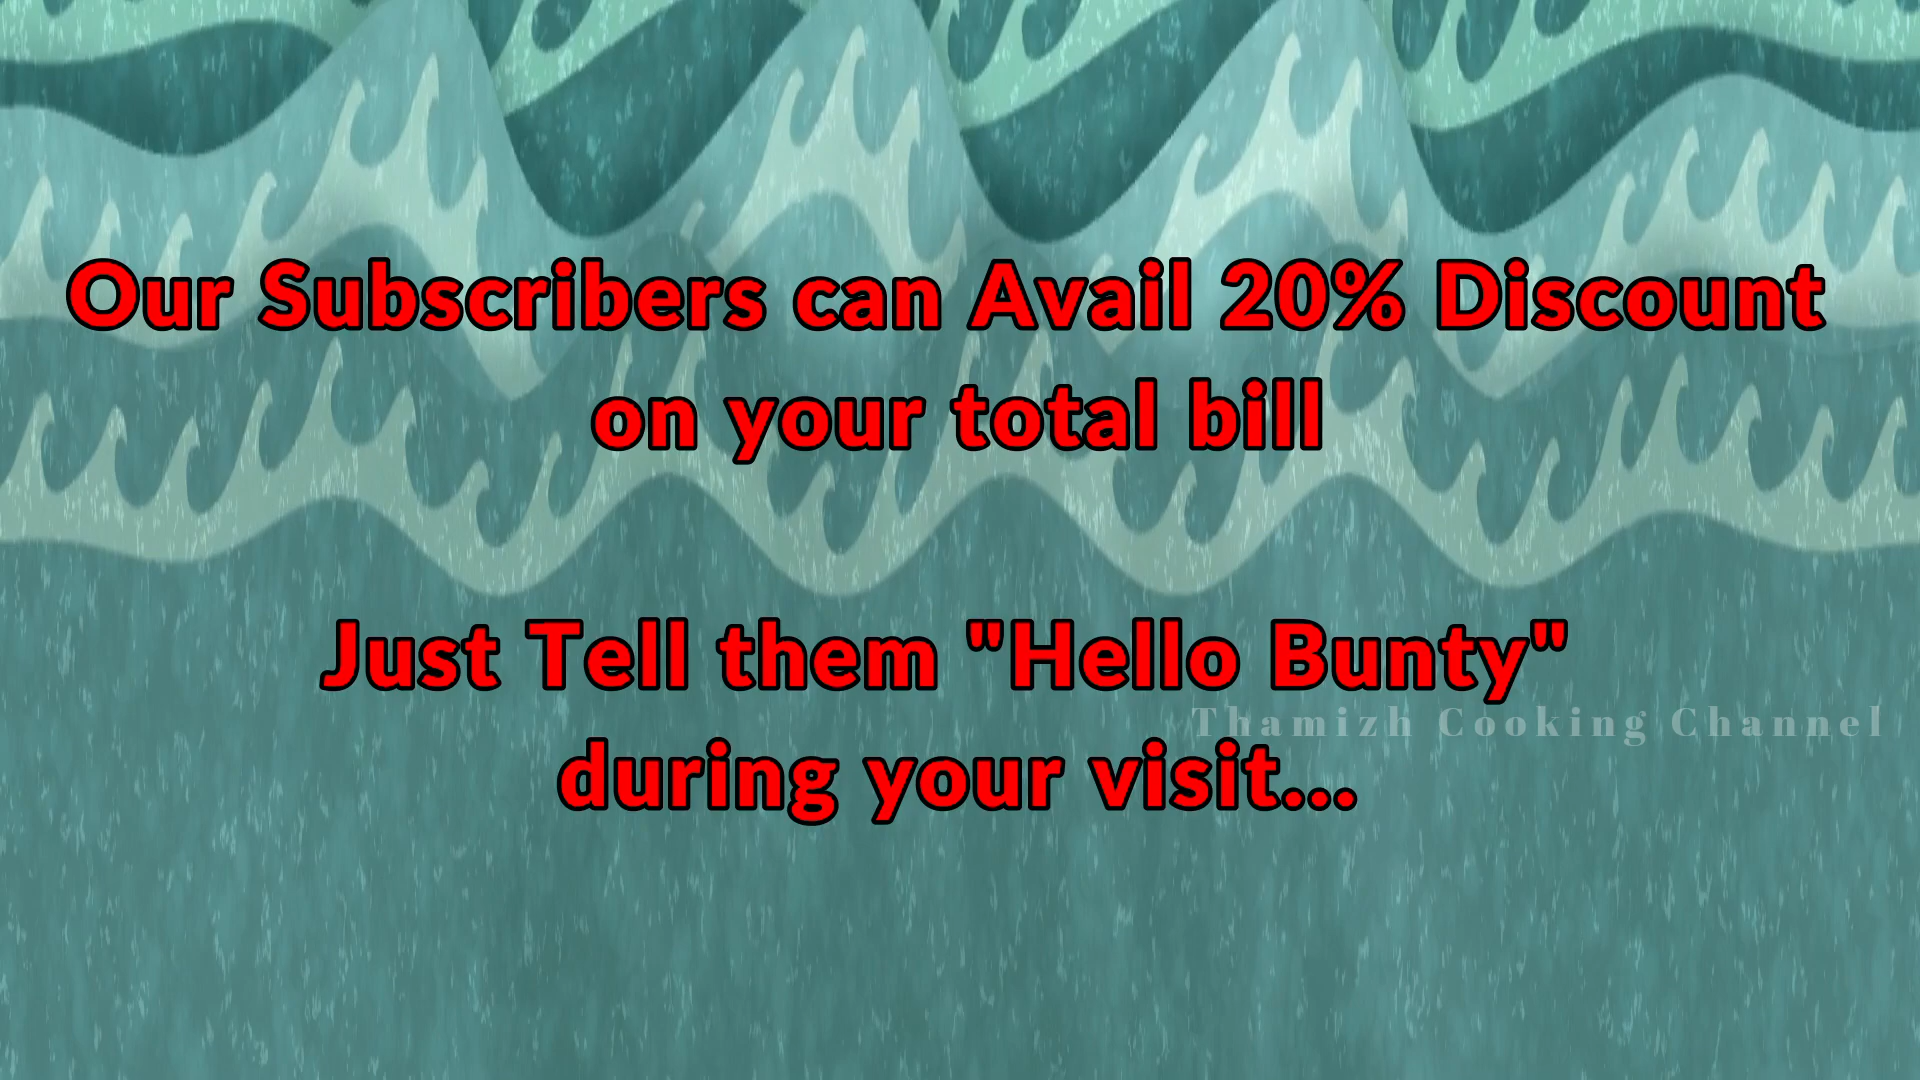 Our Subscribers can Avail 20% Discount
on your total bill
Just Tell them "Hello Bunty"
Thamizh Cooking Channel
during your visit...